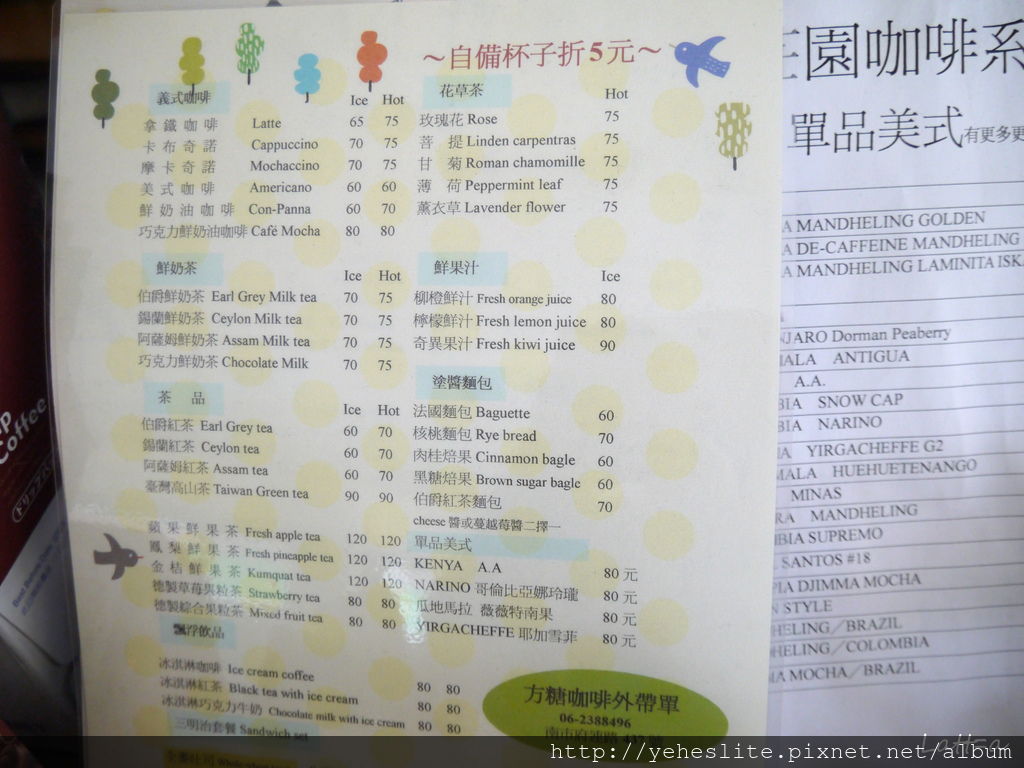 ～自備杯子折5元～
義式咖啡 Ice Hot
拿鐵咖啡 Latte 65 75
卡布奇諾 Cappuccino 70 75
摩卡奇諾 Mochaccino 70 75
美式咖啡 Americano 60 60
鮮奶油咖啡 Con-Panna 60 70
巧克力鮮奶油咖啡 Café Mocha 80 80
鮮奶茶 Ice Hot
伯爵鮮奶茶 Earl Grey Milk tea 70 75
錫蘭鮮奶茶 Ceylon Milk tea 70 75
阿薩姆鮮奶茶 Assam Milk tea 70 75
巧克力鮮奶茶 Chocolate Milk 70 75
茶品 Ice Hot
伯爵紅茶 Earl Grey tea 60 70
錫蘭紅茶 Ceylon tea 60 70
阿薩姆紅茶 Assam tea 60 70
臺灣高山茶 Taiwan Green tea 90 90
蘋果鮮果茶 Fresh apple tea 120 120
鳳梨鮮果茶 Fresh pineapple tea 120 120
金桔鮮果茶 Kumquat tea 120 120
德製草莓果粒茶 Strawberry tea 80 80
德製綜合果粒茶 Mixed fruit tea 80 80
飄浮飲品
冰淇淋咖啡 Ice cream coffee 80 80
冰淇淋紅茶 Black tea with ice cream 80 80
冰淇淋巧克力牛奶 Chocolate milk with ice cream 80 80
三明治套餐 Sandwich set
花草茶 Hot
玫瑰花 Rose 75
菩提 Linden carpentras 75
甘菊 Roman chamomille 75
薄荷 Peppermint leaf 75
薰衣草 Lavender flower 75
鮮果汁 Ice
柳橙鮮汁 Fresh orange juice 80
檸檬鮮汁 Fresh lemon juice 80
奇異果汁 Fresh kiwi juice 90
塗醬麵包
法國麵包 Baguette 60
核桃麵包 Rye bread 70
肉桂焙果 Cinnamon bagle 60
黑糖焙果 Brown sugar bagle 60
伯爵紅茶麵包 70
cheese 醬或蔓越莓醬二擇一
單品美式
KENYA A.A 80 元
NARINO 哥倫比亞娜玲瓏 80 元
瓜地馬拉 薇薇特南果 80 元
YIRGACHEFFE 耶加雪菲 80 元
方糖咖啡外帶單
06-2388496
南市府連路
園咖啡系
單品美式有更多更
A MANDHELING GOLDEN
A DE-CAFFEINE MANDHELING
A MANDHELING LAMINITA ISKA
NJARO Dorman Peaberry
MALA ANTIGUA
A.A.
BIA SNOW CAP
BIA NARINO
YIRGACHEFFE G2
MALA HUEHUETENANGO
MINAS
RA MANDHELING
BIA SUPREMO
SANTOS #18
PIA DJIMMA MOCHA
N STYLE
HELING／BRAZIL
HELING／COLOMBIA
IA MOCHA／BRAZIL
Coffee
http://yeheslite.pixnet.net/album